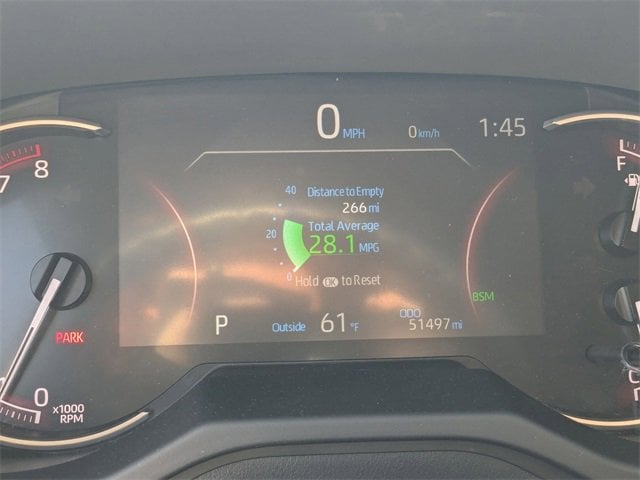 0 MPH 0 km/h 1:45
8
7
F
40 Distance to Empty
266 mi
Total Average
20
28.1 MPG
0
Hold OK to Reset
BSM
P Outside 61 °F ODO
51497 mi
PARK
0
x1000
RPM